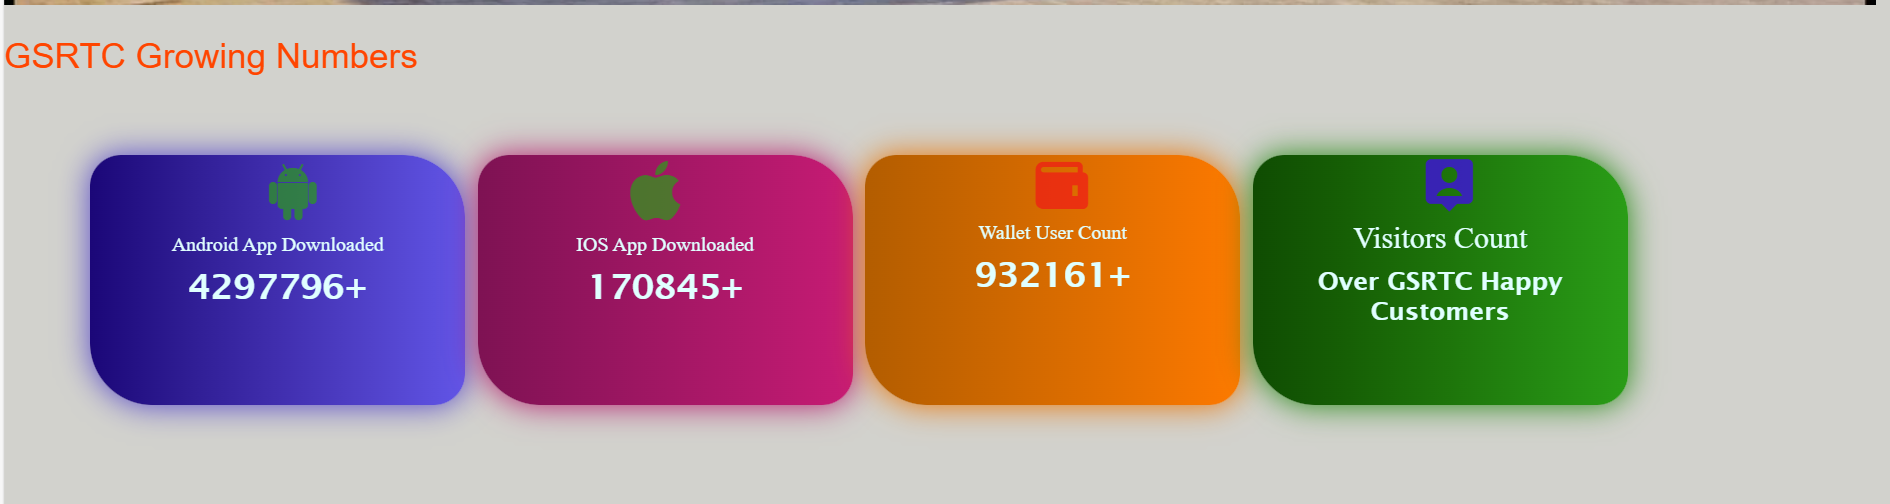 GSRTC Growing Numbers
Android App Downloaded
4297796+
IOS App Downloaded
170845+
Wallet User Count
932161+
Visitors Count
Over GSRTC Happy
Customers